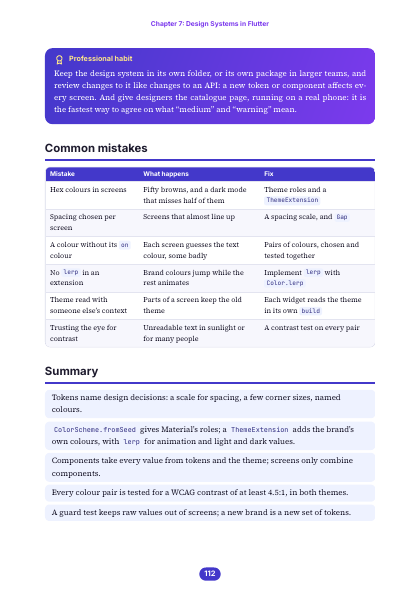 Chapter 7: Design Systems in Flutter
Professional habit
Keep the design system in its own folder, or its own package in larger teams, and
review changes to it like changes to an API: a new token or component affects ev-
ery screen. And give designers the catalogue page, running on a real phone: it is
the fastest way to agree on what “medium” and “warning” mean.
Common mistakes
Mistake What happens Fix
Hex colours in screens Fifty browns, and a dark mode that misses half of them Theme roles and a ThemeExtension
Spacing chosen per screen Screens that almost line up A spacing scale, and Gap
A colour without its on colour Each screen guesses the text colour, some badly Pairs of colours, chosen and tested together
No lerp in an extension Brand colours jump while the rest animates Implement lerp with Color.lerp
Theme read with someone else’s context Parts of a screen keep the old theme Each widget reads the theme in its own build
Trusting the eye for contrast Unreadable text in sunlight or for many people A contrast test on every pair
Summary
Tokens name design decisions: a scale for spacing, a few corner sizes, named
colours.
ColorScheme.fromSeed gives Material’s roles; a ThemeExtension adds the brand’s
own colours, with lerp for animation and light and dark values.
Components take every value from tokens and the theme; screens only combine
components.
Every colour pair is tested for a WCAG contrast of at least 4.5:1, in both themes.
A guard test keeps raw values out of screens; a new brand is a new set of tokens.
112